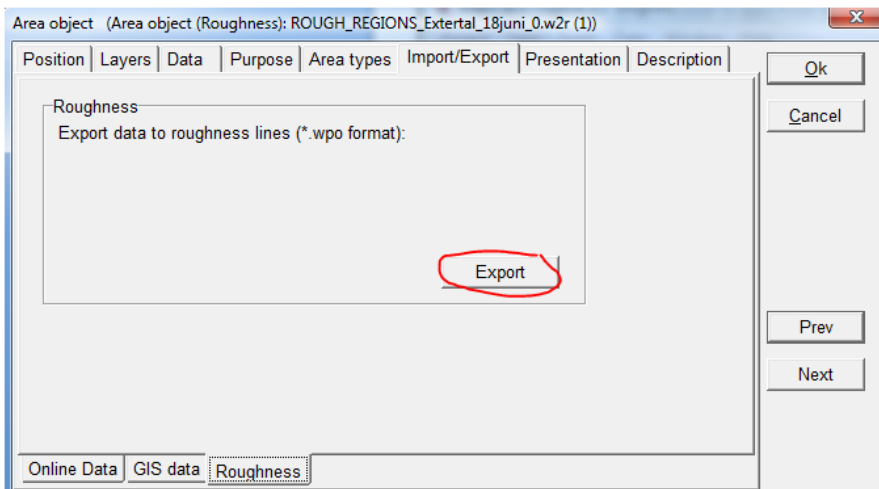 Area object (Area object (Roughness): ROUGH_REGIONS_Extertal_18juni_0.w2r (1))
Position Layers Data Purpose Area types Import/Export Presentation Description
Ok
Cancel
Roughness
Export data to roughness lines (*.wpo format):
Export
Prev
Next
Online Data GIS data Roughness